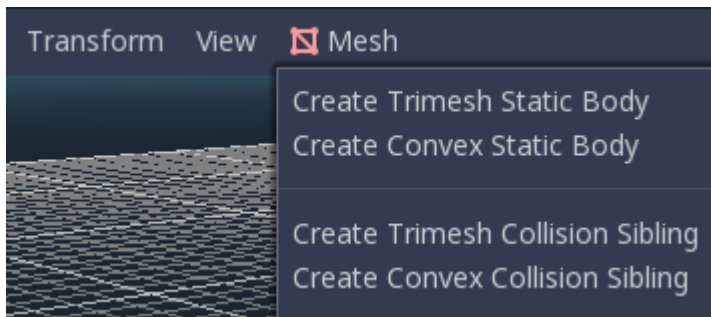 Transform View Mesh
Create Trimesh Static Body
Create Convex Static Body
Create Trimesh Collision Sibling
Create Convex Collision Sibling